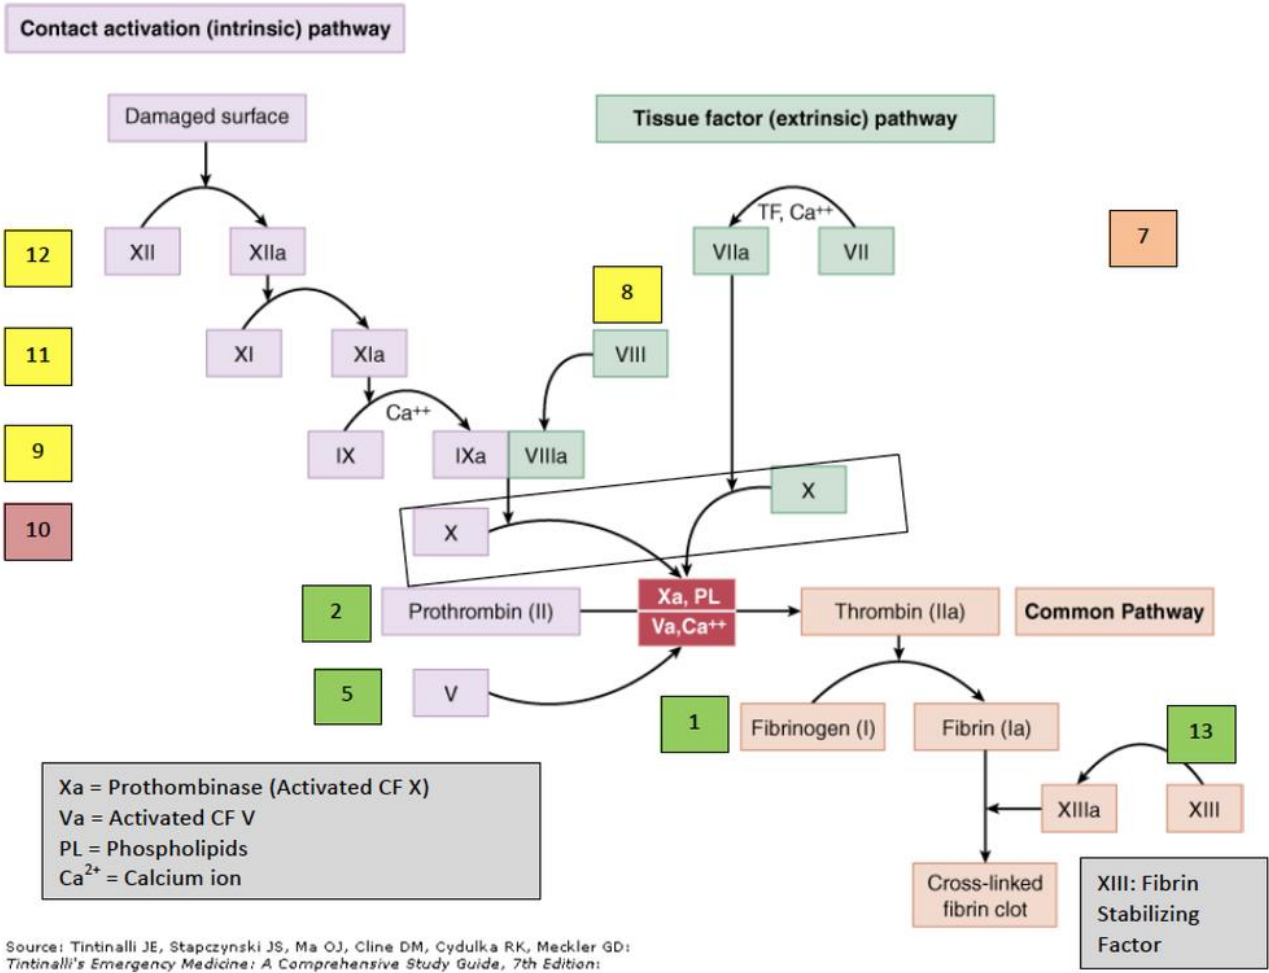 Contact activation (intrinsic) pathway
Damaged surface
Tissue factor (extrinsic) pathway
TF, Ca++
12
XII
XIIa
VIIa
VII
7
8
11
XI
XIa
VIII
Ca++
9
IX
IXa
VIIIa
X
10
X
2
Prothrombin (II)
Xa, PL
Va,Ca++
Thrombin (IIa)
Common Pathway
5
V
1
Fibrinogen (I)
Fibrin (Ia)
13
XIIIa
XIII
Xa = Prothombinase (Activated CF X)
Va = Activated CF V
PL = Phospholipids
Ca2+ = Calcium ion
Cross-linked
fibrin clot
XIII: Fibrin
Stabilizing
Factor
Source: Tintinalli JE, Stapczynski JS, Ma OJ, Cline DM, Cydulka RK, Meckler GD:
Tintinalli's Emergency Medicine: A Comprehensive Study Guide, 7th Edition: